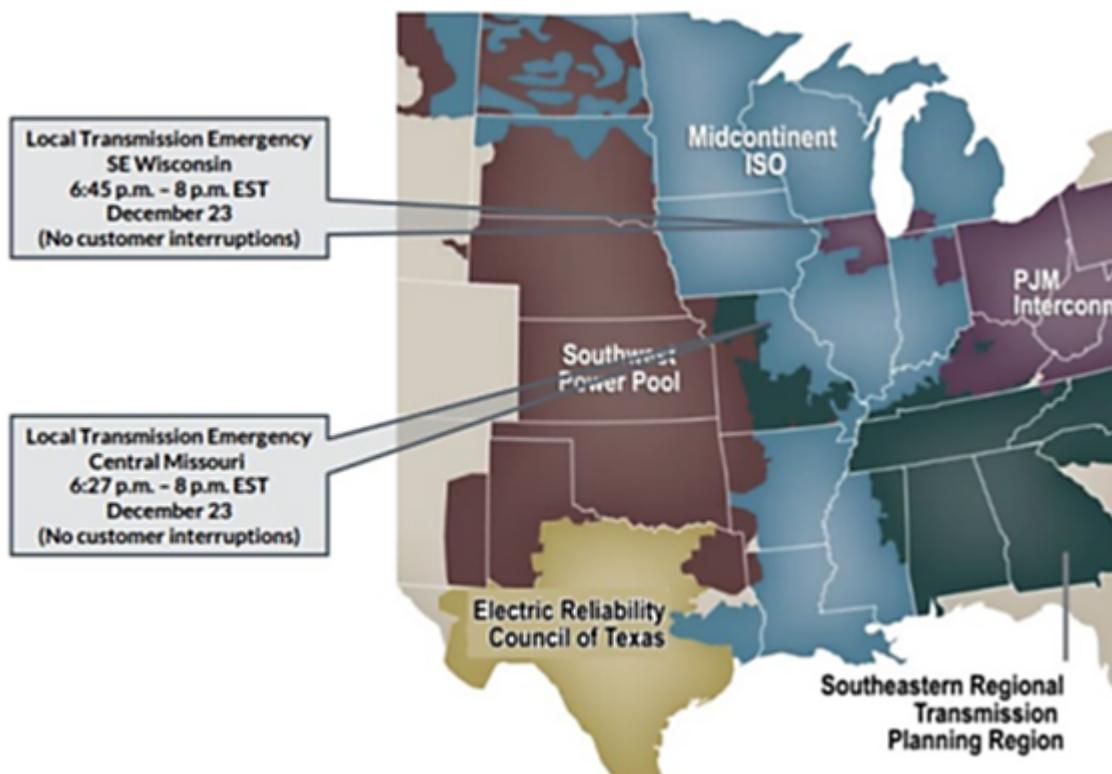 Local Transmission Emergency
SE Wisconsin
6:45 p.m. – 8 p.m. EST
December 23
(No customer interruptions)
Midcontinent
ISO
PJM
Interconn
Southwest
Power Pool
Local Transmission Emergency
Central Missouri
6:27 p.m. – 8 p.m. EST
December 23
(No customer interruptions)
Electric Reliability
Council of Texas
Southeastern Regional
Transmission
Planning Region